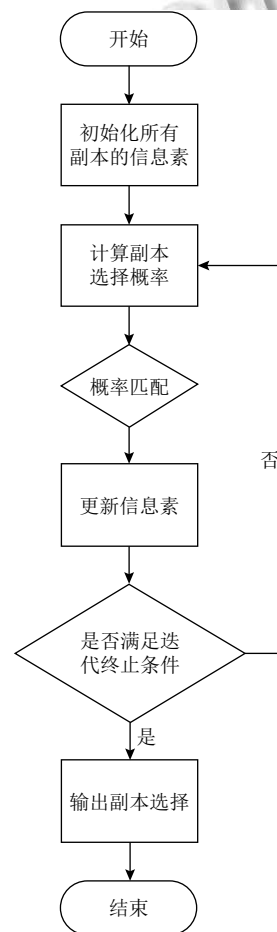 开始
初始化所有
副本的信息素
计算副本
选择概率
概率匹配
否
更新信息素
是否满足迭
代终止条件
是
输出副本选择
结束